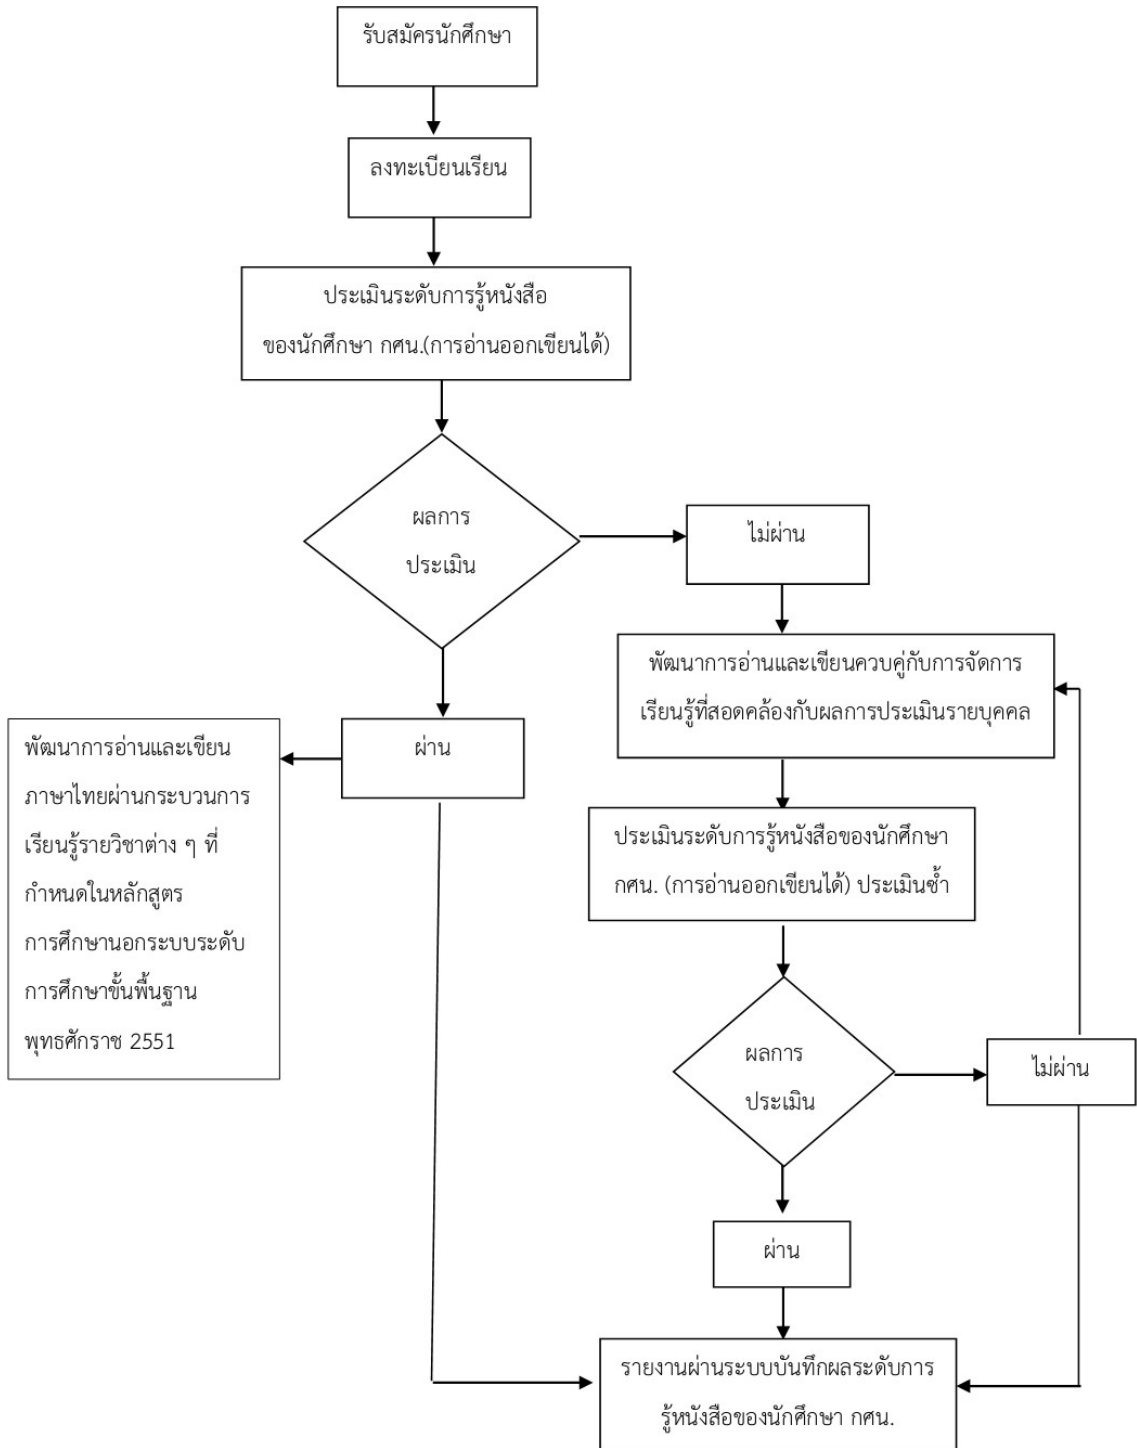 รับสมัครนักศึกษา
ลงทะเบียนเรียน
ประเมินระดับการรู้หนังสือ
ของนักศึกษา กศน.(การอ่านออกเขียนได้)
ผลการ
ประเมิน
ไม่ผ่าน
พัฒนาการอ่านและเขียนควบคู่กับการจัดการ
เรียนรู้ที่สอดคล้องกับผลการประเมินรายบุคคล
ผ่าน
พัฒนาการอ่านและเขียน
ภาษาไทยผ่านกระบวนการ
เรียนรู้รายวิชาต่าง ๆ ที่
กำหนดในหลักสูตร
การศึกษานอกระบบระดับ
การศึกษาขั้นพื้นฐาน
พุทธศักราช 2551
ประเมินระดับการรู้หนังสือของนักศึกษา
กศน. (การอ่านออกเขียนได้) ประเมินซ้ำ
ผลการ
ประเมิน
ไม่ผ่าน
ผ่าน
รายงานผ่านระบบบันทึกผลระดับการ
รู้หนังสือของนักศึกษา กศน.